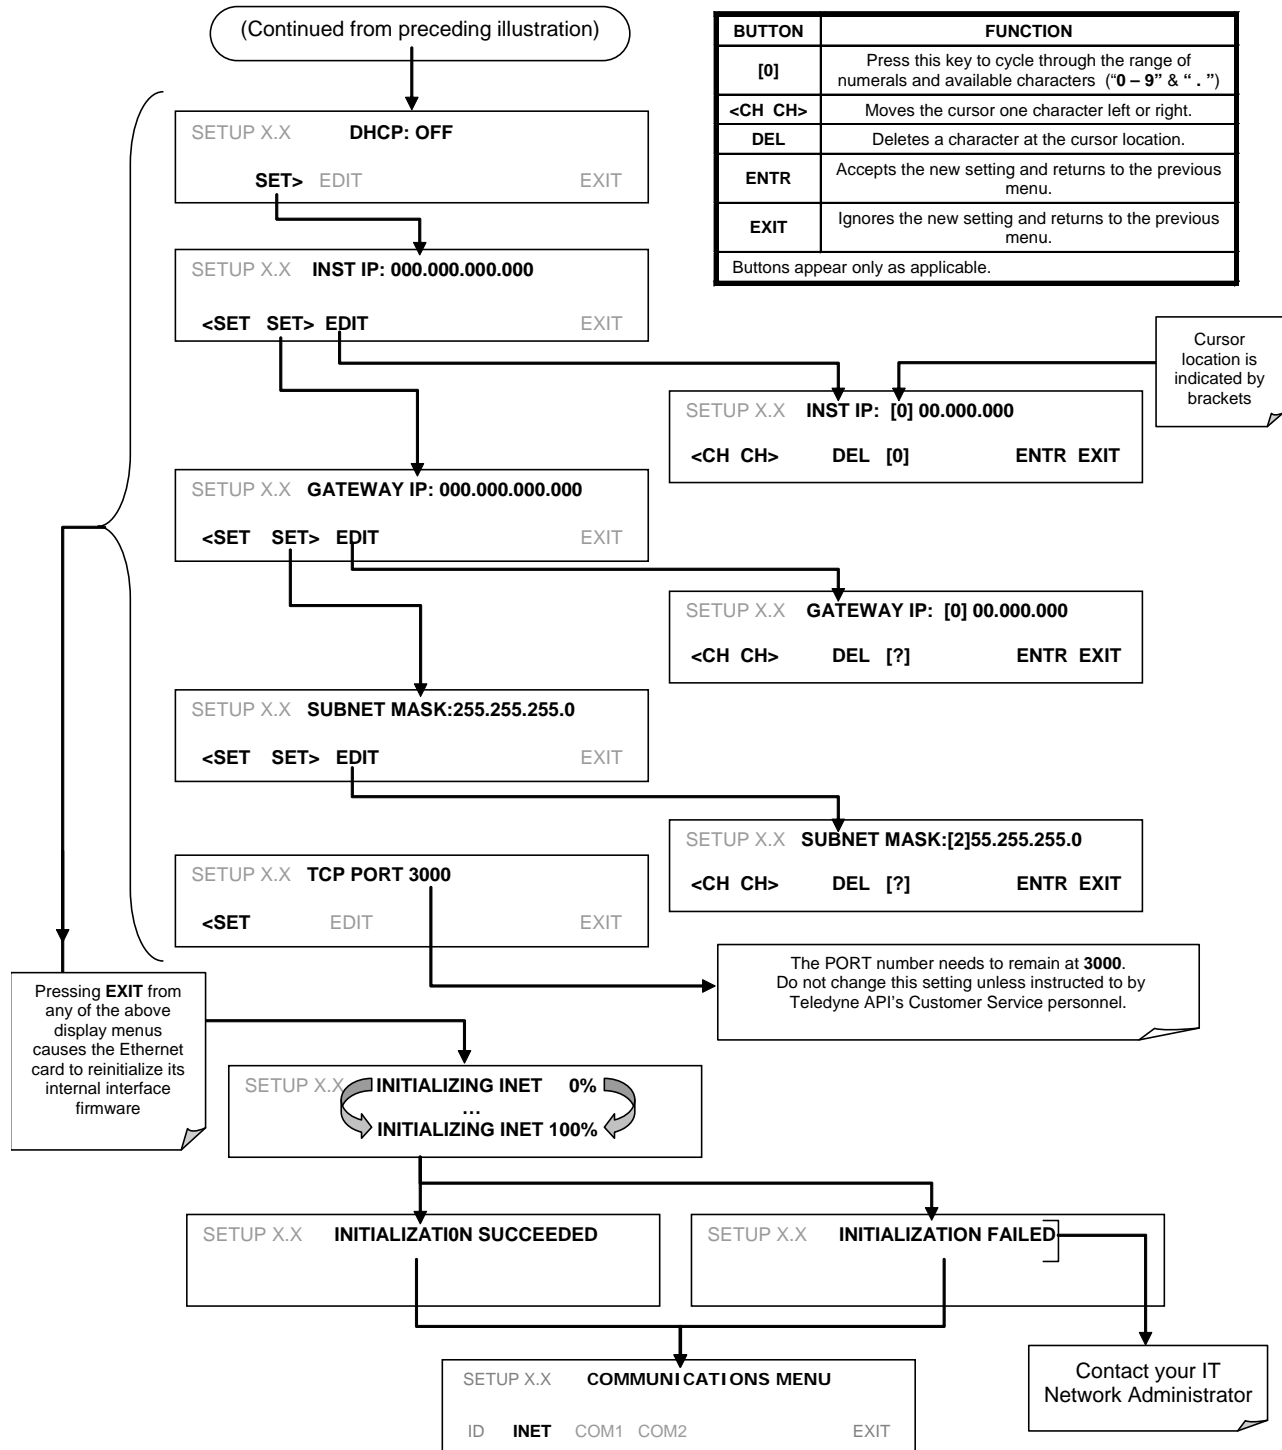 (Continued from preceding illustration)
BUTTON FUNCTION
[0] Press this key to cycle through the range of
numerals and available characters (“0 – 9” & “ . ”)
<CH CH> Moves the cursor one character left or right.
DEL Deletes a character at the cursor location.
ENTR Accepts the new setting and returns to the previous
menu.
EXIT Ignores the new setting and returns to the previous
menu.
Buttons appear only as applicable.
SETUP X.X DHCP: OFF
SET> EDIT EXIT
SETUP X.X INST IP: 000.000.000.000
<SET SET> EDIT EXIT
Cursor
location is
indicated by
brackets
SETUP X.X INST IP: [0] 00.000.000
<CH CH> DEL [0] ENTR EXIT
SETUP X.X GATEWAY IP: 000.000.000.000
<SET SET> EDIT EXIT
SETUP X.X GATEWAY IP: [0] 00.000.000
<CH CH> DEL [?] ENTR EXIT
SETUP X.X SUBNET MASK:255.255.255.0
<SET SET> EDIT EXIT
SETUP X.X SUBNET MASK:[2]55.255.255.0
<CH CH> DEL [?] ENTR EXIT
SETUP X.X TCP PORT 3000
<SET EDIT EXIT
The PORT number needs to remain at 3000.
Do not change this setting unless instructed to by
Teledyne API’s Customer Service personnel.
Pressing EXIT from
any of the above
display menus
causes the Ethernet
card to reinitialize its
internal interface
firmware
SETUP X.X INITIALIZING INET 0%
…
INITIALIZING INET 100%
SETUP X.X INITIALIZATI0N SUCCEEDED
SETUP X.X INITIALIZATION FAILED
Contact your IT
Network Administrator
SETUP X.X COMMUNICATIONS MENU
ID INET COM1 COM2 EXIT